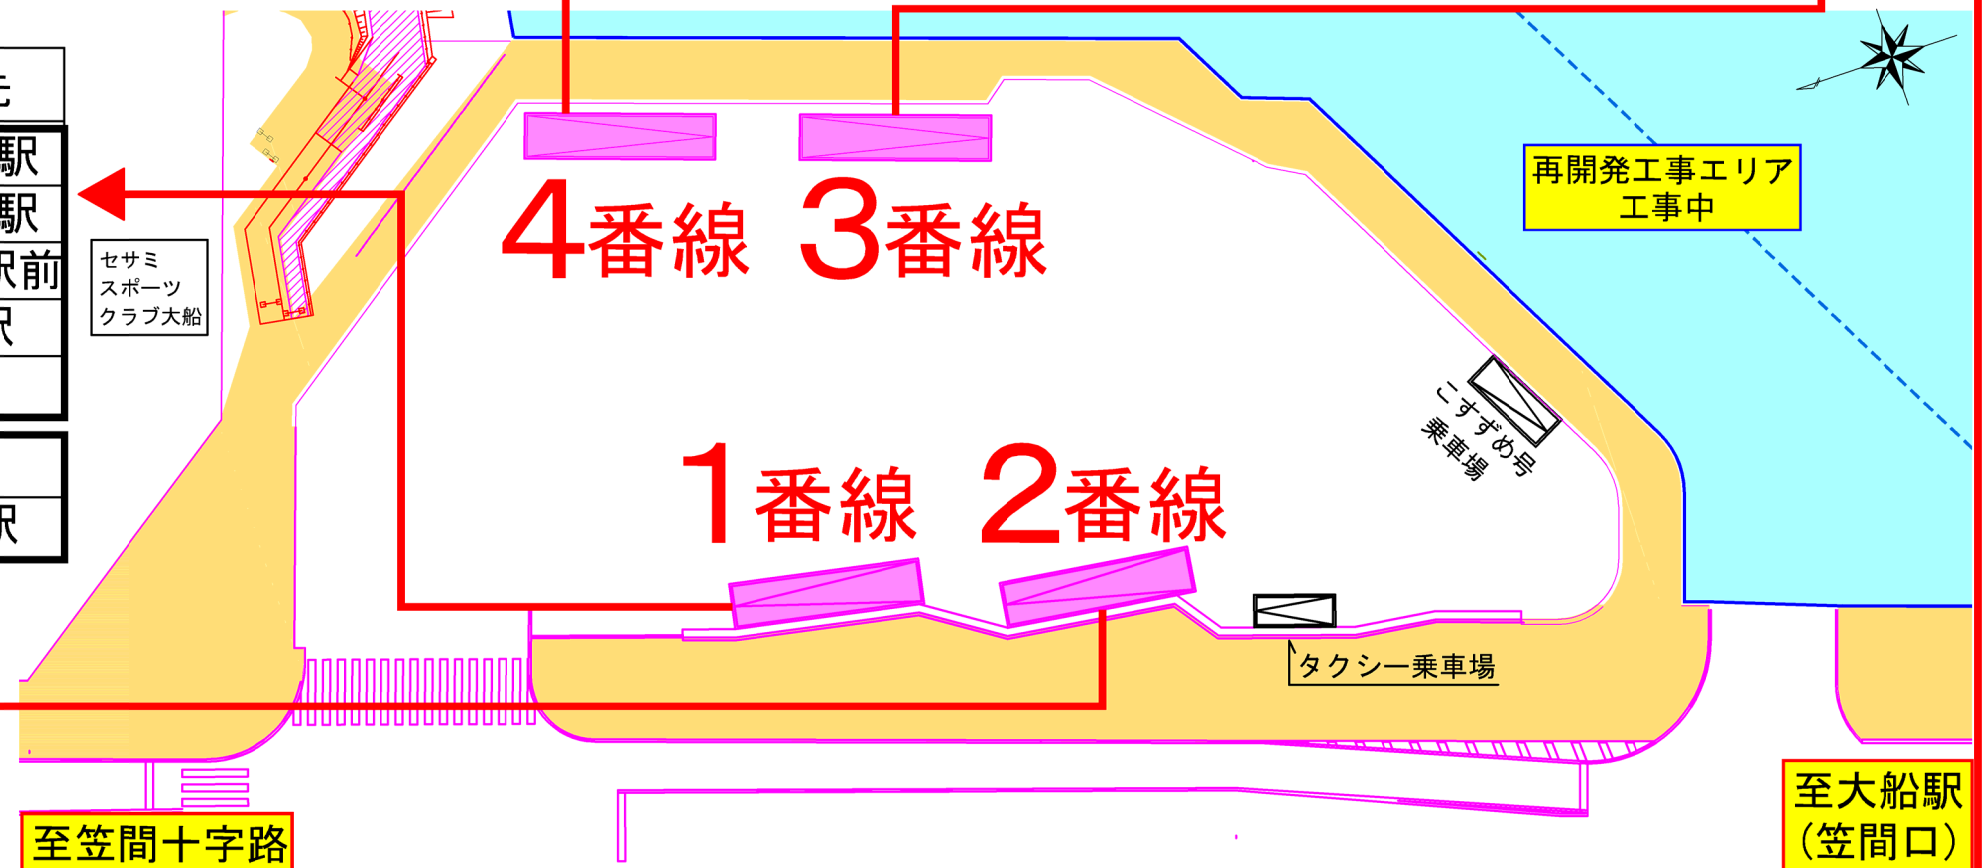 駅
駅
駅前
駅
駅
セサミ
スポーツ
クラブ大船
4番線
3番線
再開発工事エリア
工事中
こすずめ号
乗車場
1番線
2番線
タクシー乗車場
至笠間十字路
至大船駅
(笠間口)